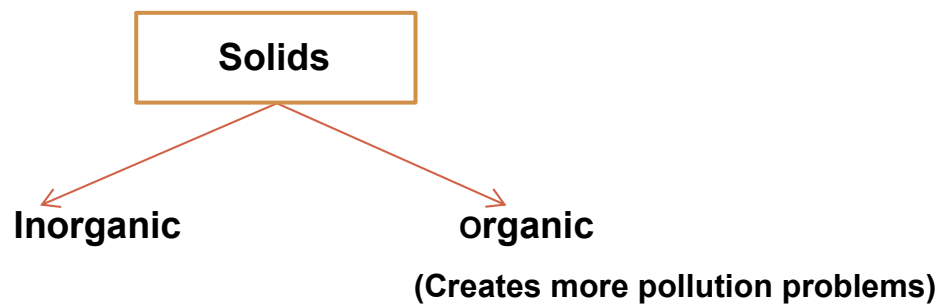 Solids
Inorganic
organic
(Creates more pollution problems)